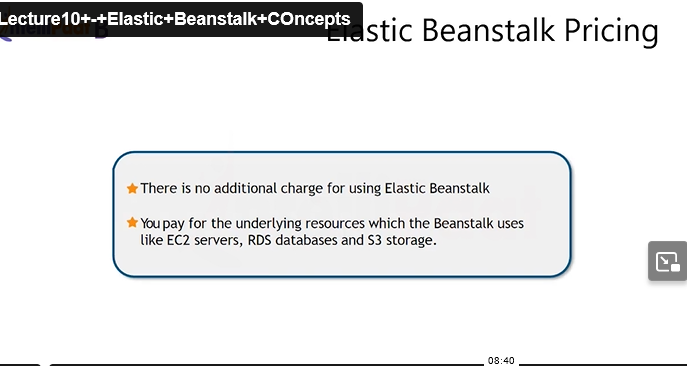 Lecture10+-+Elastic+Beanstalk+COncepts
Elastic Beanstalk Pricing
There is no additional charge for using Elastic Beanstalk
You pay for the underlying resources which the Beanstalk uses
like EC2 servers, RDS databases and S3 storage.
08:40